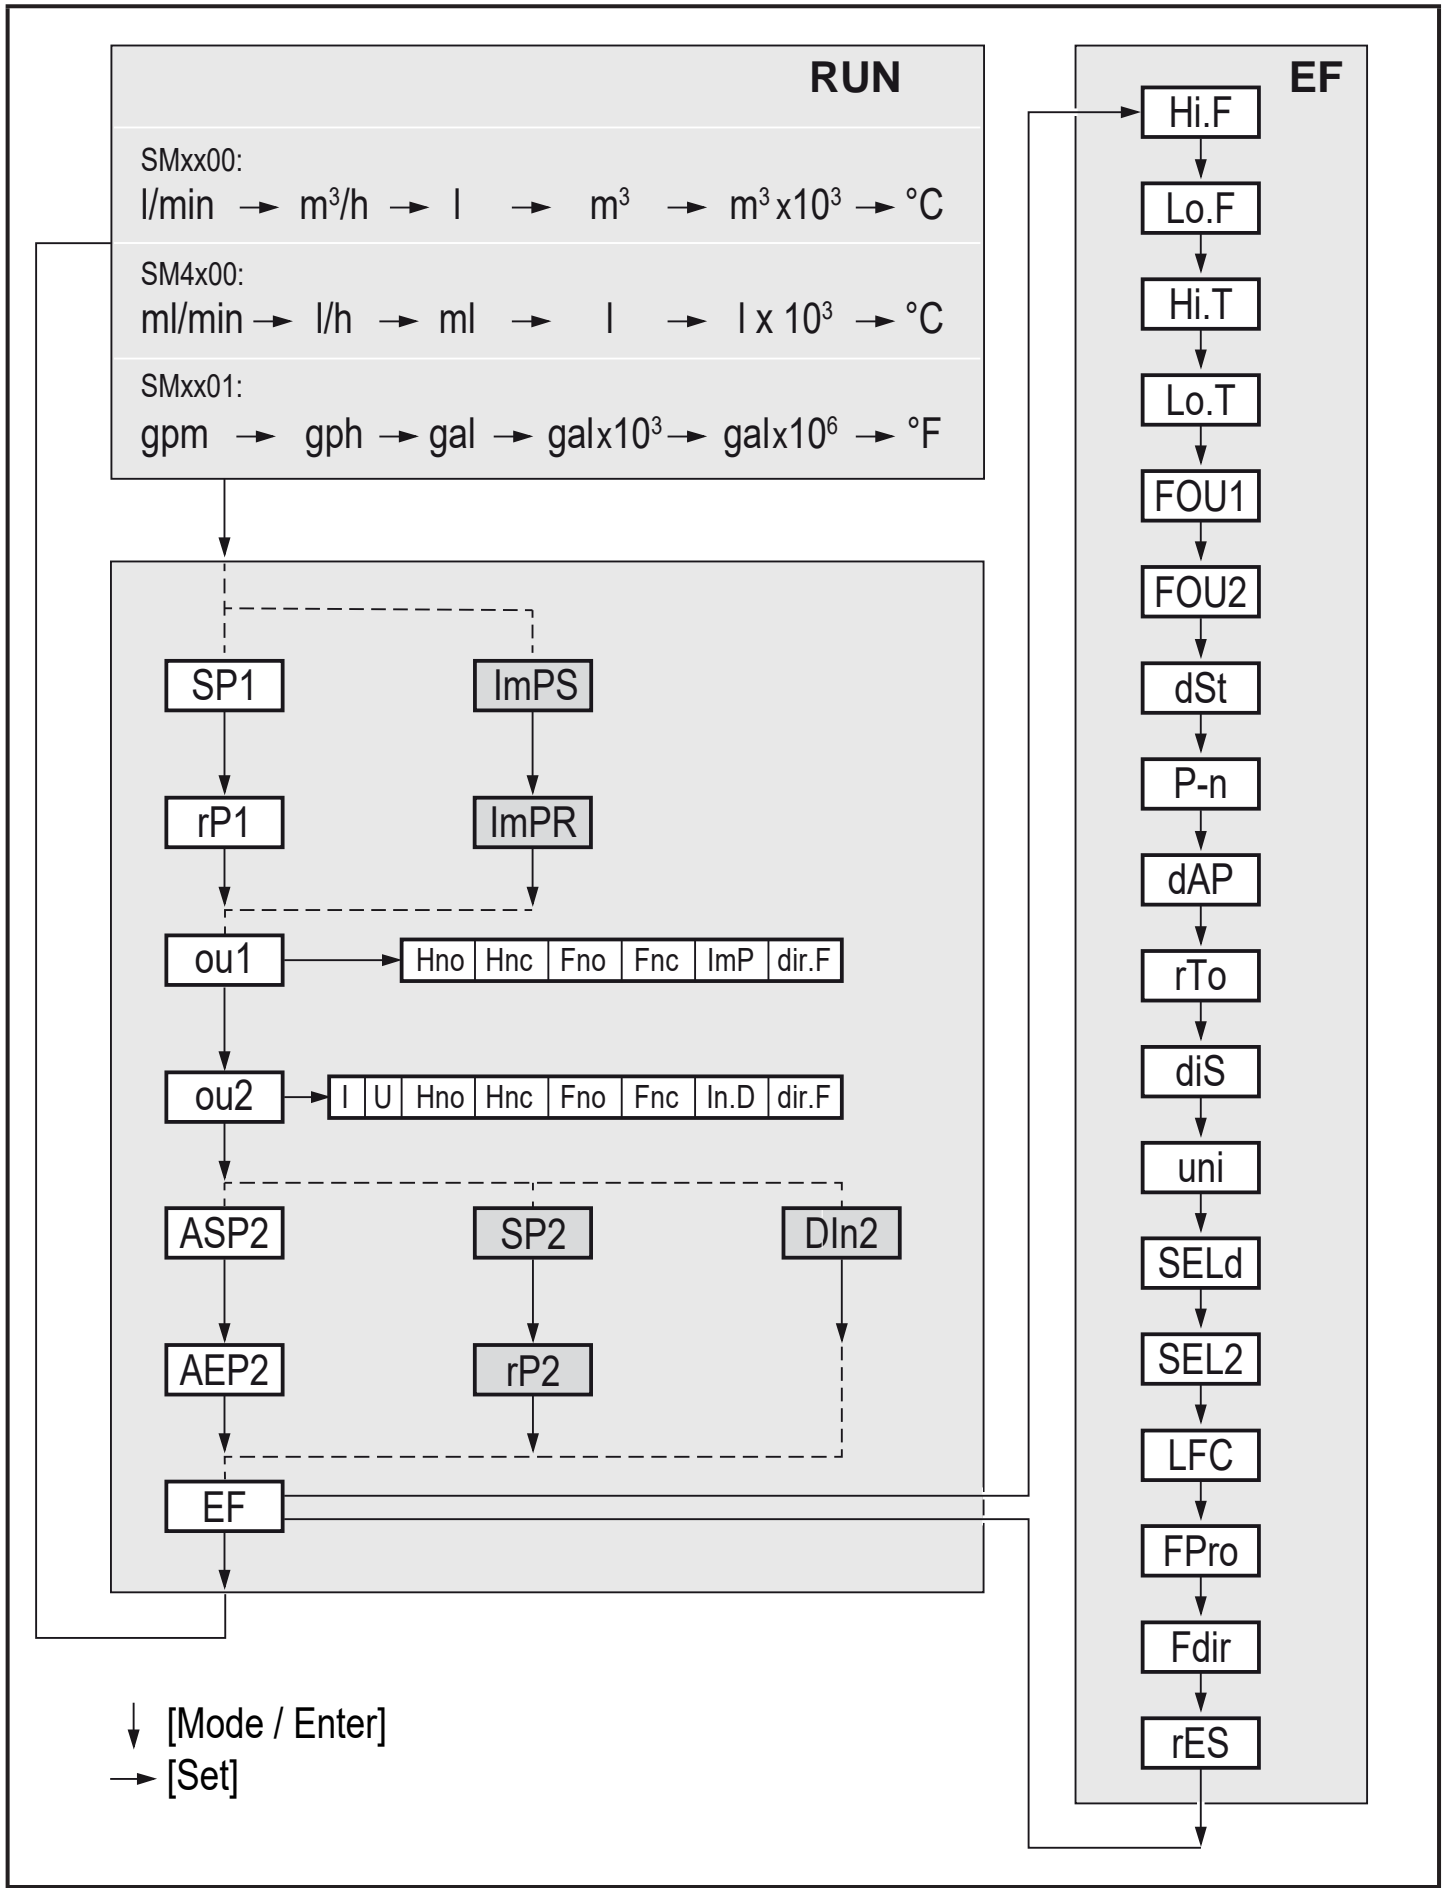 RUN
SMxx00:
l/min → m³/h → l → m³ → m³ x10³ → °C
SM4x00:
ml/min → l/h → ml → l → l x 10³ → °C
SMxx01:
gpm → gph → gal → galx10³ → galx10⁶ → °F
SP1 ImPS
rP1 ImPR
ou1 Hno Hnc Fno Fnc ImP dir.F
ou2 I U Hno Hnc Fno Fnc In.D dir.F
ASP2 SP2 DIn2
AEP2 rP2
EF
↓ [Mode / Enter]
→ [Set]
EF
Hi.F
Lo.F
Hi.T
Lo.T
FOU1
FOU2
dSt
P-n
dAP
rTo
diS
uni
SELd
SEL2
LFC
FPro
Fdir
rES